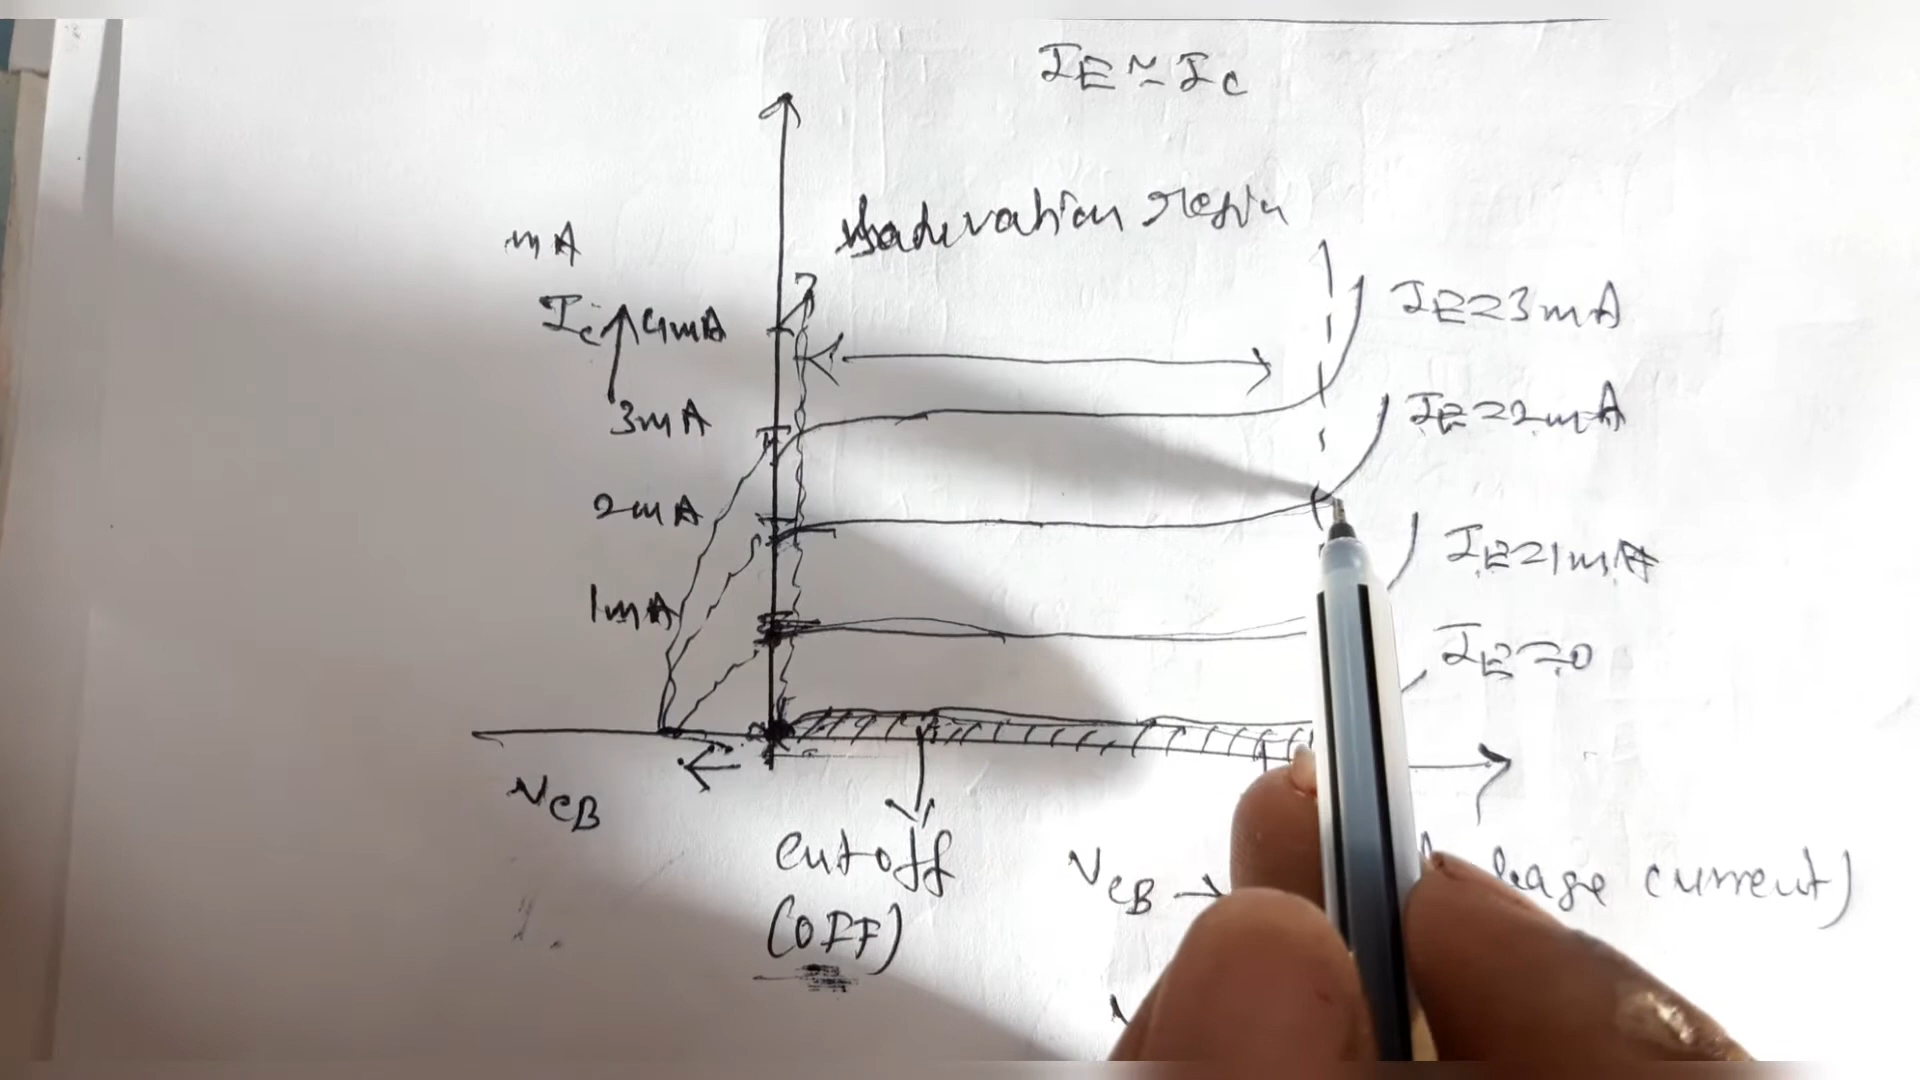 IE ≃ Ic
saturation region
mA
Ic
4mA
IE=3mA
3mA
IE=2mA
2mA
IE=1mA
1mA
IE=0
VCB
cutoff
(OFF)
VCB →
current)